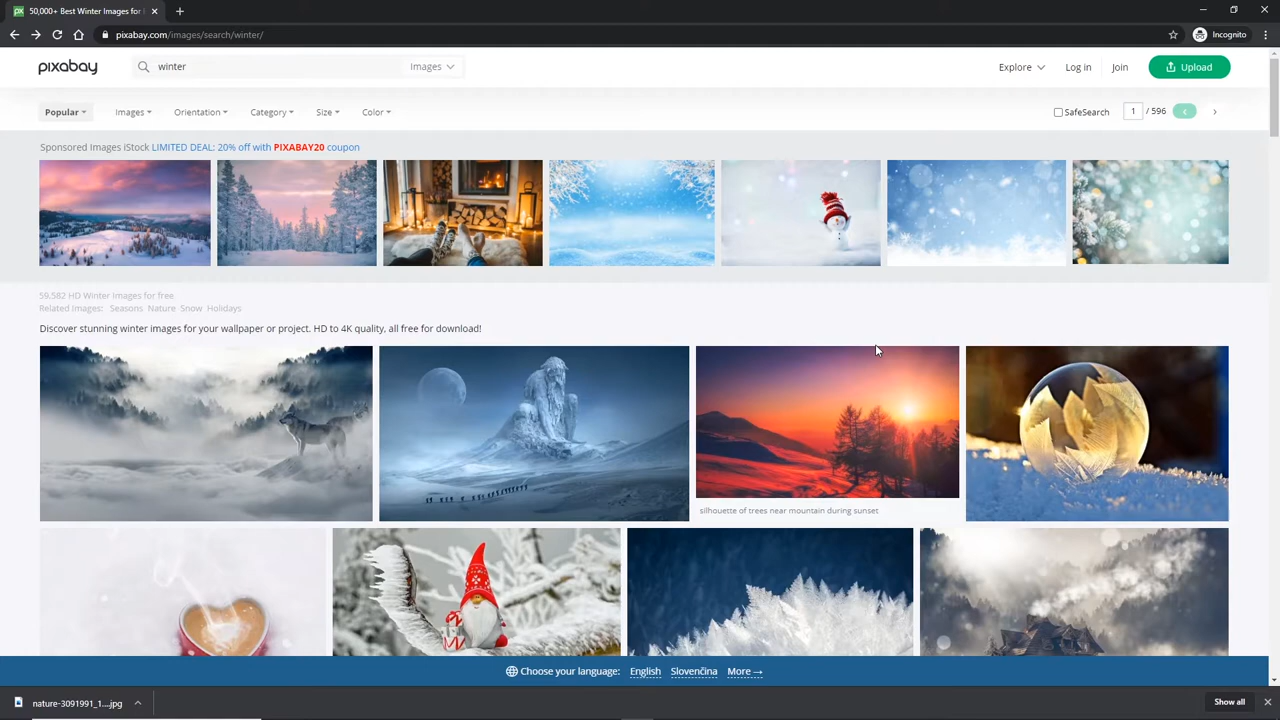 50,000+ Best Winter Images for
pixabay.com/images/search/winter/
Incognito
pixabay
winter
Images
Explore
Log in
Join
Upload
Popular
Images
Orientation
Category
Size
Color
SafeSearch
1 / 596
Sponsored Images iStock LIMITED DEAL: 20% off with PIXABAY20 coupon
59,582 HD Winter Images for free
Related Images: Seasons Nature Snow Holidays
Discover stunning winter images for your wallpaper or project. HD to 4K quality, all free for download!
silhouette of trees near mountain during sunset
Choose your language: English Slovenčina More →
nature-3091991_1....jpg
Show all